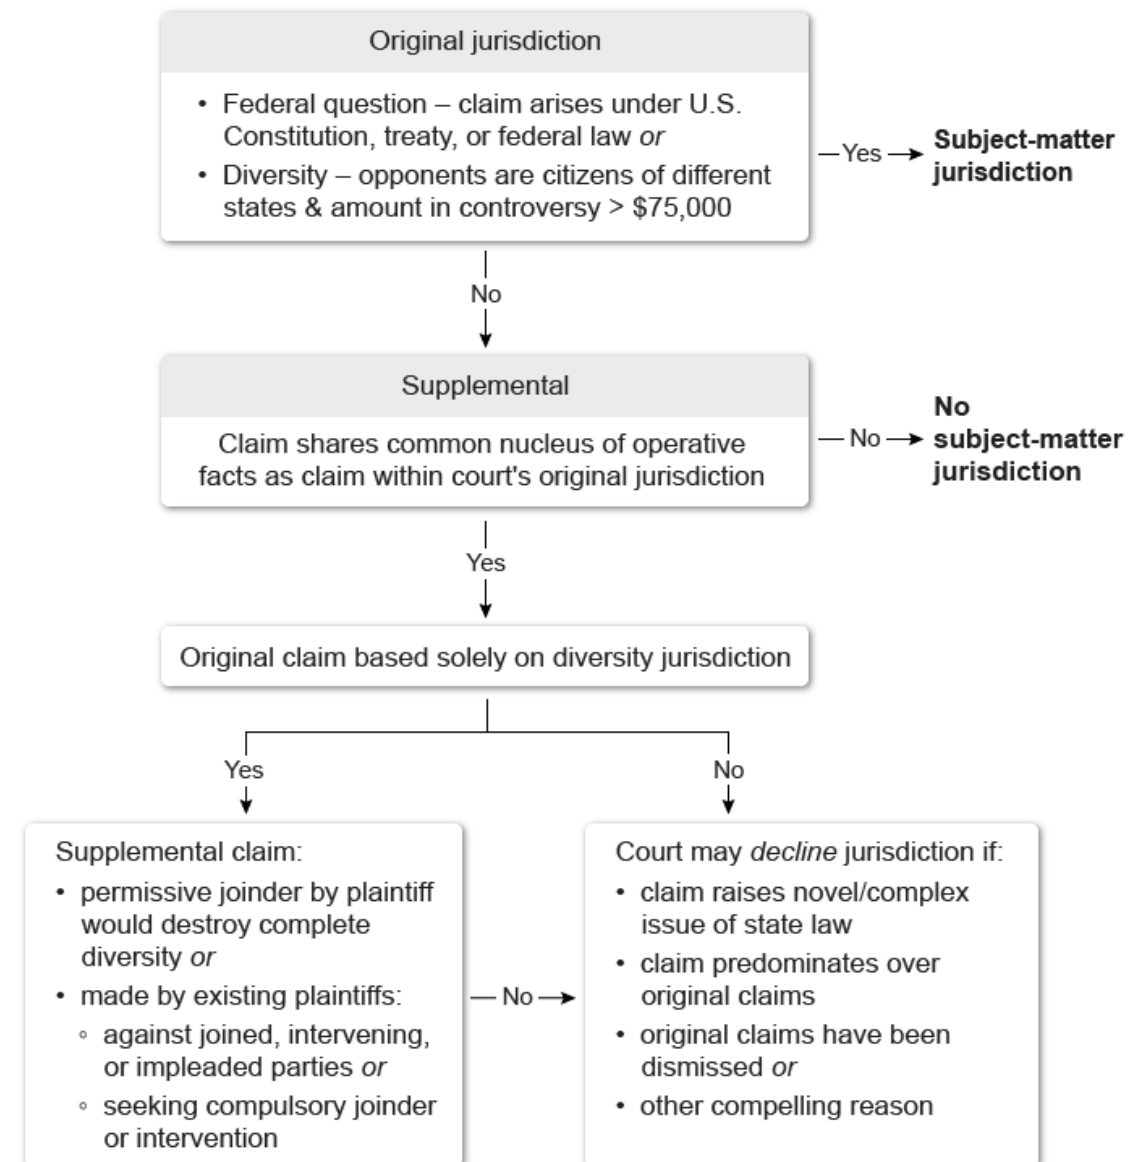 Original jurisdiction
• Federal question – claim arises under U.S.
Constitution, treaty, or federal law or
• Diversity – opponents are citizens of different
states & amount in controversy > $75,000
Yes
Subject-matter
jurisdiction
No
Supplemental
Claim shares common nucleus of operative
facts as claim within court's original jurisdiction
No
No
subject-matter
jurisdiction
Yes
Original claim based solely on diversity jurisdiction
Yes
No
Supplemental claim:
• permissive joinder by plaintiff
would destroy complete
diversity or
• made by existing plaintiffs:
◦ against joined, intervening,
or impleaded parties or
◦ seeking compulsory joinder
or intervention
No
Court may decline jurisdiction if:
• claim raises novel/complex
issue of state law
• claim predominates over
original claims
• original claims have been
dismissed or
• other compelling reason